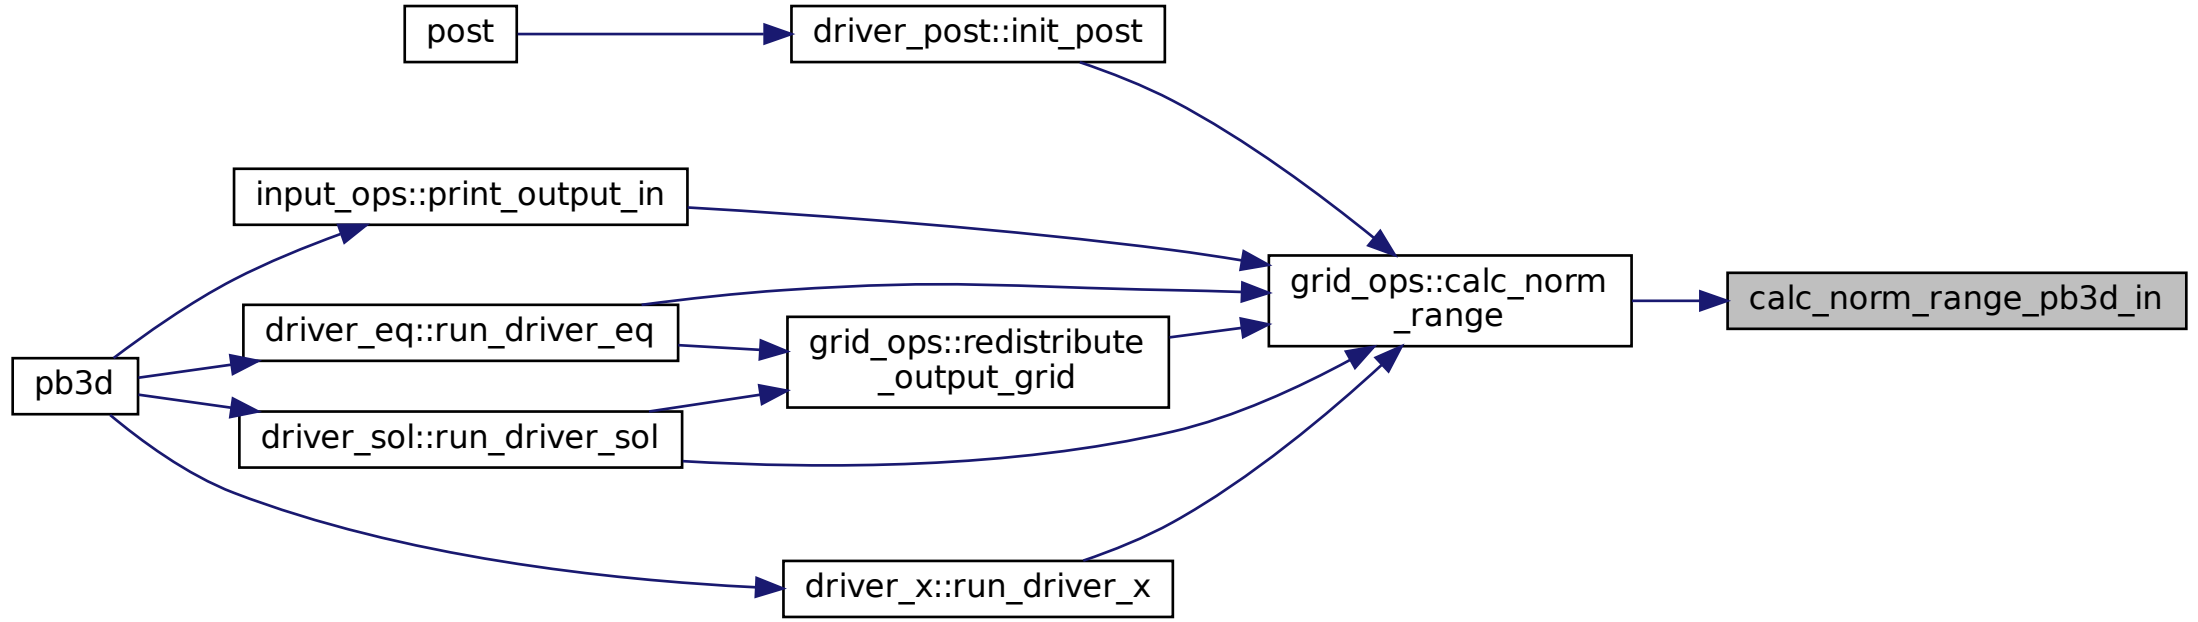 post
driver_post::init_post
input_ops::print_output_in
grid_ops::calc_norm
_range
calc_norm_range_pb3d_in
driver_eq::run_driver_eq
grid_ops::redistribute
_output_grid
pb3d
driver_sol::run_driver_sol
driver_x::run_driver_x